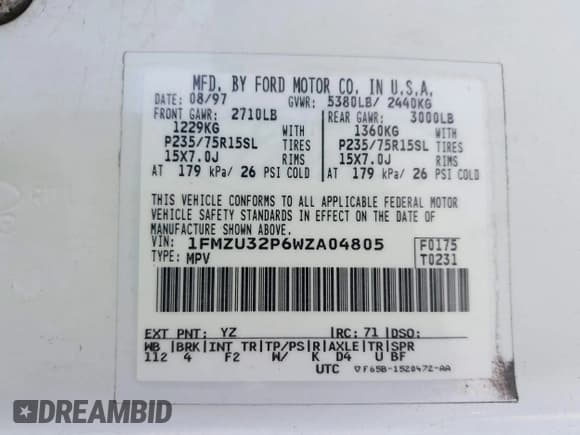 MFD. BY FORD MOTOR CO. IN U.S.A.
DATE: 08/97 GVWR: 5380LB/ 2440KG
FRONT GAWR: 2710LB REAR GAWR: 3000LB
1229KG WITH 1360KG WITH
P235/75R15SL TIRES P235/75R15SL TIRES
15X7.0J RIMS 15X7.0J RIMS
AT 179 kPa/ 26 PSI COLD AT 179 kPa/ 26 PSI COLD
THIS VEHICLE CONFORMS TO ALL APPLICABLE FEDERAL MOTOR
VEHICLE SAFETY STANDARDS IN EFFECT ON THE DATE OF
MANUFACTURE SHOWN ABOVE.
VIN: 1FMZU32P6WZA04805 F0175
TYPE: MPV T0231
EXT PNT: YZ RC: 71 DSO:
WB BRK INT TR TP/PS R AXLE TR SPR
112 4 F2 W/ K D4 U BF
UTC ▽F65B-1520472-AA
DREAMBID